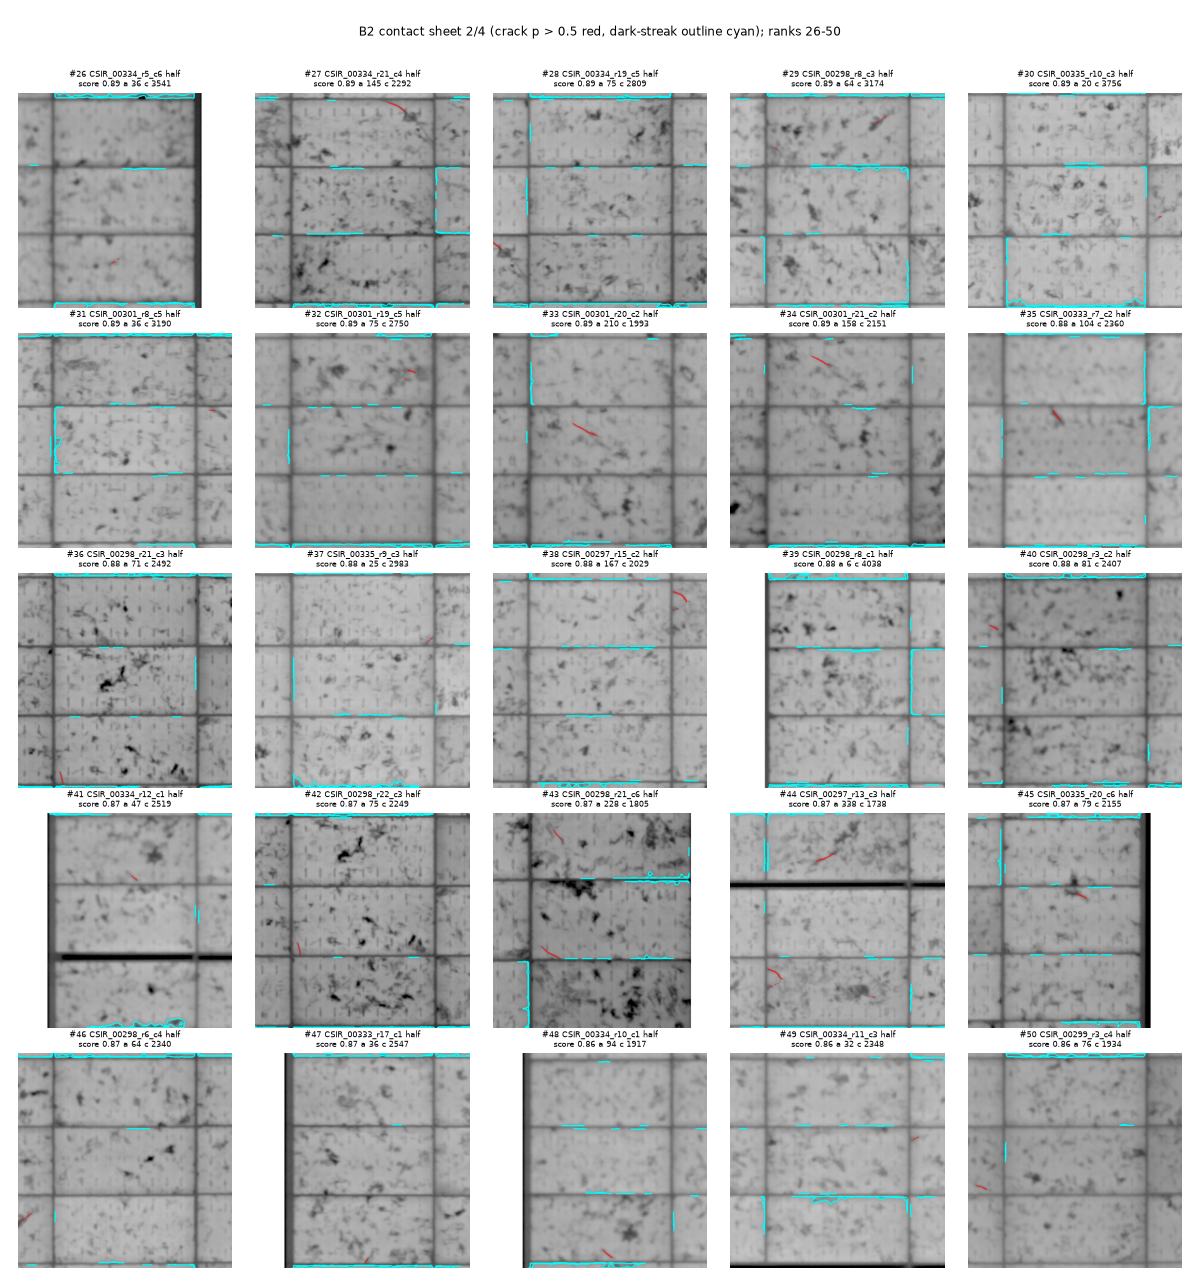 B2 contact sheet 2/4 (crack p > 0.5 red, dark-streak outline cyan); ranks 26-50
#26 CSIR_00334_r5_c6 half
score 0.89 a 36 c 3541
#27 CSIR_00334_r21_c4 half
score 0.89 a 145 c 2292
#28 CSIR_00334_r19_c5 half
score 0.89 a 75 c 2809
#29 CSIR_00298_r8_c3 half
score 0.89 a 64 c 3174
#30 CSIR_00335_r10_c3 half
score 0.89 a 20 c 3756
#31 CSIR_00301_r8_c5 half
score 0.89 a 36 c 3190
#32 CSIR_00301_r19_c5 half
score 0.89 a 75 c 2750
#33 CSIR_00301_r20_c2 half
score 0.89 a 210 c 1993
#34 CSIR_00301_r21_c2 half
score 0.89 a 158 c 2151
#35 CSIR_00333_r7_c2 half
score 0.88 a 104 c 2360
#36 CSIR_00298_r21_c3 half
score 0.88 a 71 c 2492
#37 CSIR_00335_r9_c3 half
score 0.88 a 25 c 2983
#38 CSIR_00297_r15_c2 half
score 0.88 a 167 c 2029
#39 CSIR_00298_r8_c1 half
score 0.88 a 6 c 4038
#40 CSIR_00298_r3_c2 half
score 0.88 a 81 c 2407
#41 CSIR_00334_r12_c1 half
score 0.87 a 47 c 2519
#42 CSIR_00298_r22_c3 half
score 0.87 a 75 c 2249
#43 CSIR_00298_r21_c6 half
score 0.87 a 228 c 1805
#44 CSIR_00297_r13_c3 half
score 0.87 a 338 c 1738
#45 CSIR_00335_r20_c6 half
score 0.87 a 79 c 2155
#46 CSIR_00298_r6_c4 half
score 0.87 a 64 c 2340
#47 CSIR_00333_r17_c1 half
score 0.87 a 36 c 2547
#48 CSIR_00334_r10_c1 half
score 0.86 a 94 c 1917
#49 CSIR_00334_r11_c3 half
score 0.86 a 32 c 2348
#50 CSIR_00299_r3_c4 half
score 0.86 a 76 c 1934